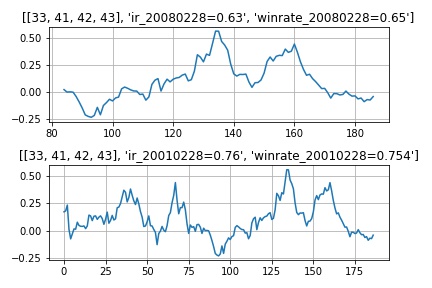 [[33, 41, 42, 43], 'ir_20080228=0.63', 'winrate_20080228=0.65']
0.50
0.25
0.00
−0.25
80 100 120 140 160 180
[[33, 41, 42, 43], 'ir_20010228=0.76', 'winrate_20010228=0.754']
0.50
0.25
0.00
−0.25
0 25 50 75 100 125 150 175